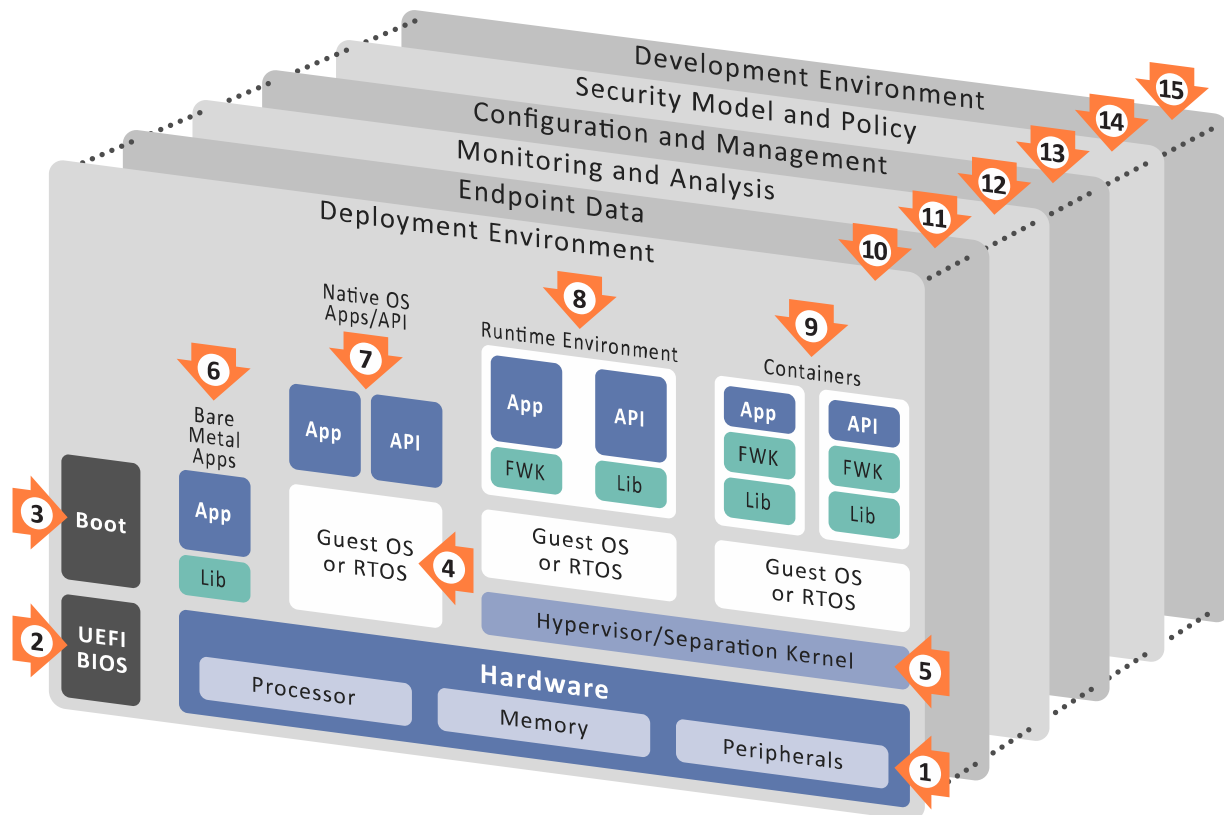 Development Environment
15
Security Model and Policy
14
Configuration and Management
13
Monitoring and Analysis
12
Endpoint Data
11
Deployment Environment
10
Native OS
Apps/API
7
8
Runtime Environment
9
Containers
6
Bare
Metal
Apps
App
Lib
App
API
App
FWK
API
Lib
App
FWK
Lib
API
FWK
Lib
3
Boot
2
UEFI
BIOS
Guest OS
or RTOS
4
Guest OS
or RTOS
Guest OS
or RTOS
Hypervisor/Separation Kernel
5
Hardware
Processor
Memory
Peripherals
1